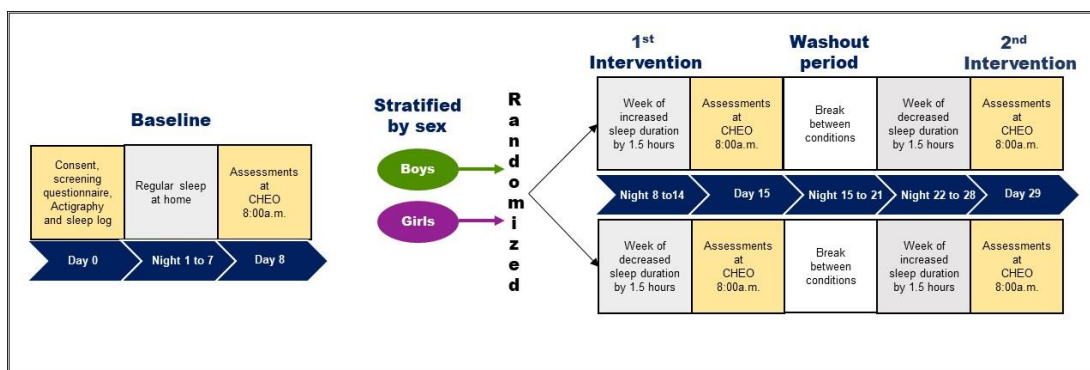 Baseline
Consent,
screening
questionnaire,
Actigraphy
and sleep log
Regular sleep
at home
Assessments
at
CHEO
8:00a.m.
Day 0
Night 1 to 7
Day 8
Stratified
by sex
Boys
Girls
Randomized
1st
Intervention
Washout
period
2nd
Intervention
Week of
increased
sleep duration
by 1.5 hours
Assessments
at
CHEO
8:00a.m.
Break
between
conditions
Week of
decreased
sleep duration
by 1.5 hours
Assessments
at
CHEO
8:00a.m.
Night 8 to14
Day 15
Night 15 to 21
Night 22 to 28
Day 29
Week of
decreased
sleep duration
by 1.5 hours
Assessments
at
CHEO
8:00a.m.
Break
between
conditions
Week of
increased
sleep duration
by 1.5 hours
Assessments
at
CHEO
8:00a.m.